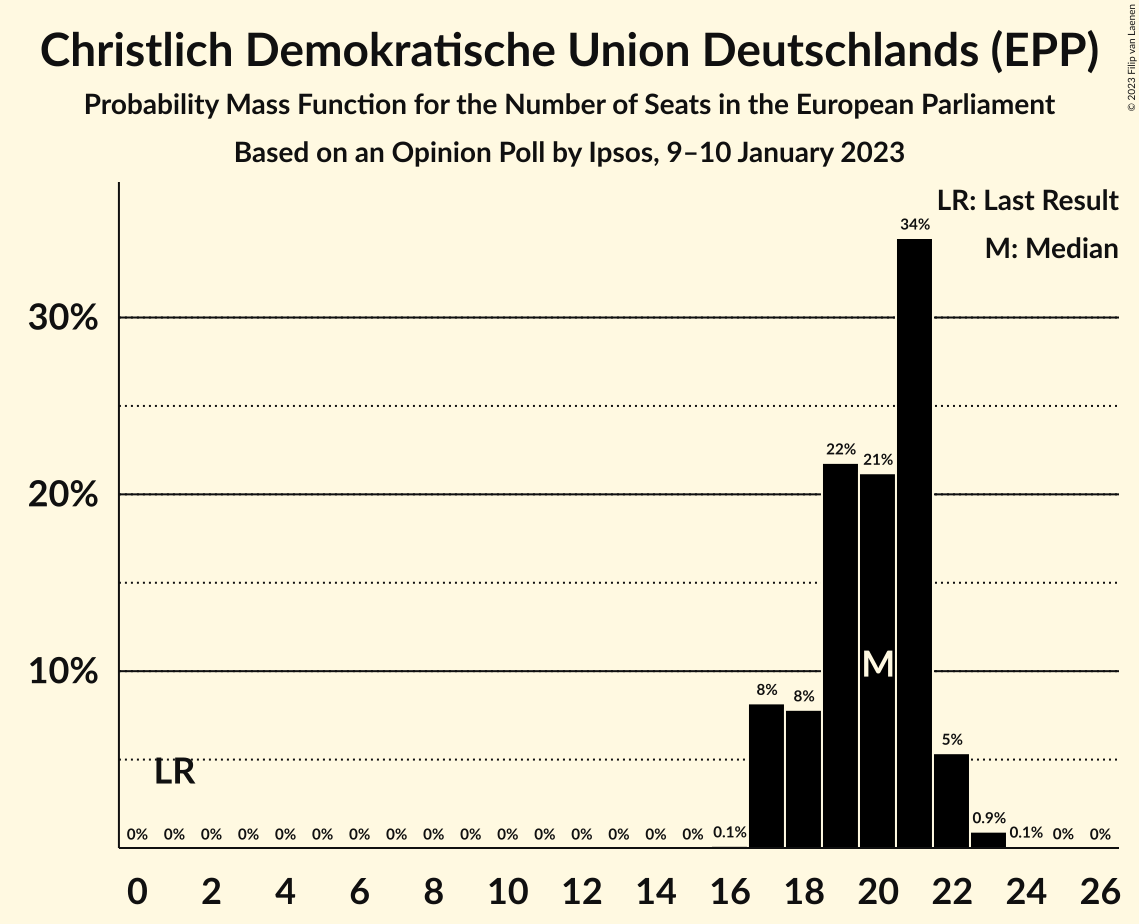 Christlich Demokratische Union Deutschlands (EPP)
Probability Mass Function for the Number of Seats in the European Parliament
Based on an Opinion Poll by Ipsos, 9–10 January 2023
© 2023 Filip van Laenen
LR: Last Result
M: Median
34%
30%
22%
21%
20%
M
10%
8%
8%
5%
LR
0% 0% 0% 0% 0% 0% 0% 0% 0% 0% 0% 0% 0% 0% 0% 0% 0.1% 0.9% 0.1% 0% 0%
0 2 4 6 8 10 12 14 16 18 20 22 24 26